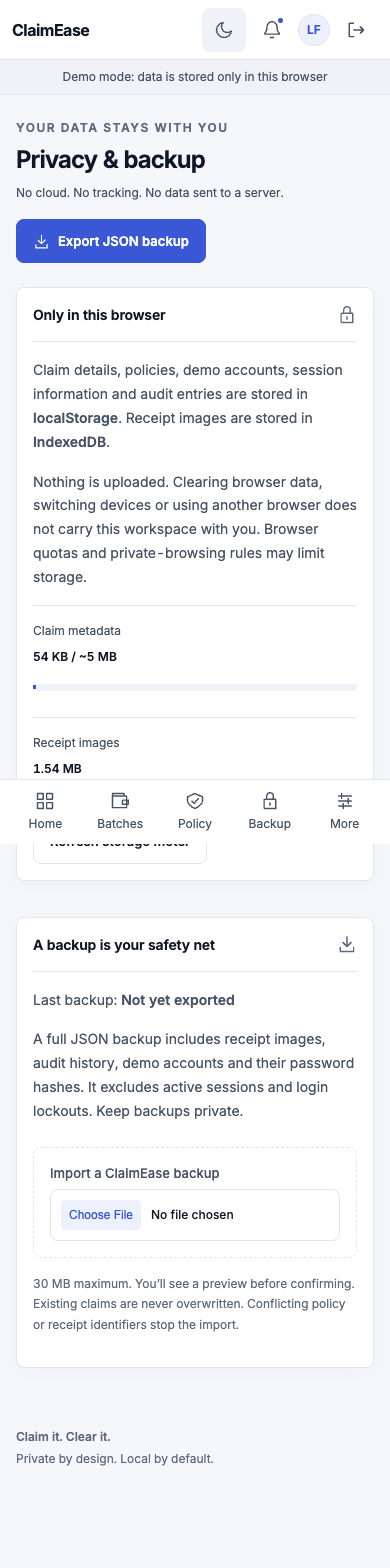 ClaimEase
LF
Demo mode: data is stored only in this browser
YOUR DATA STAYS WITH YOU
Privacy & backup
No cloud. No tracking. No data sent to a server.
Export JSON backup
Only in this browser
Claim details, policies, demo accounts, session
information and audit entries are stored in
localStorage. Receipt images are stored in
IndexedDB.
Nothing is uploaded. Clearing browser data,
switching devices or using another browser does
not carry this workspace with you. Browser
quotas and private-browsing rules may limit
storage.
Claim metadata
54 KB / ~5 MB
Receipt images
1.54 MB
Home Batches Policy Backup More
Refresh storage meter
A backup is your safety net
Last backup: Not yet exported
A full JSON backup includes receipt images,
audit history, demo accounts and their password
hashes. It excludes active sessions and login
lockouts. Keep backups private.
Import a ClaimEase backup
Choose File No file chosen
30 MB maximum. You’ll see a preview before confirming.
Existing claims are never overwritten. Conflicting policy
or receipt identifiers stop the import.
Claim it. Clear it.
Private by design. Local by default.